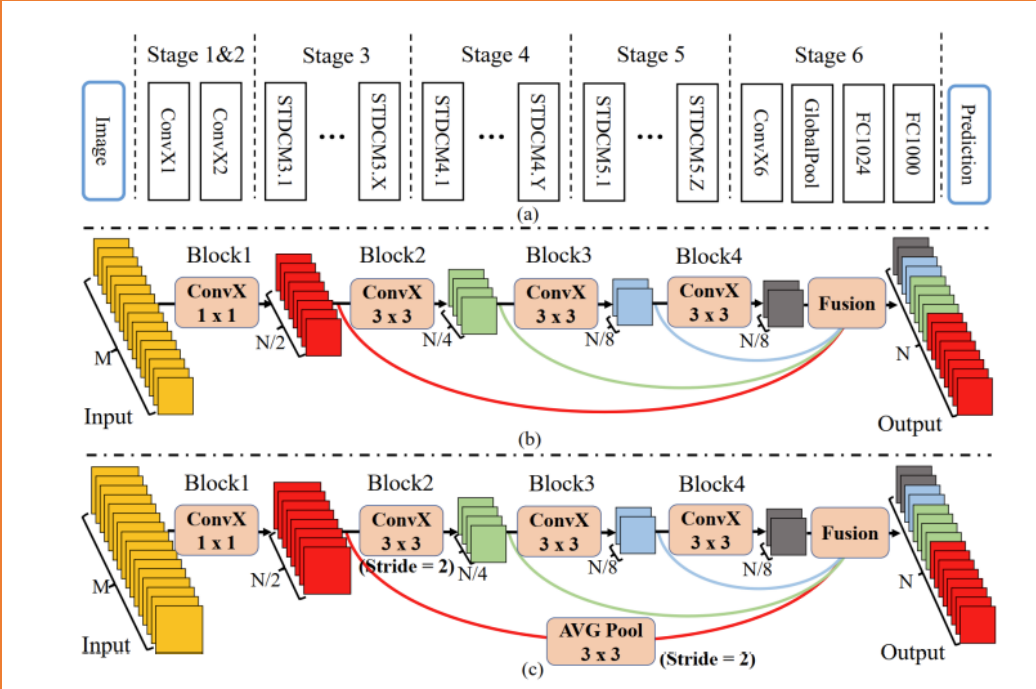 Stage 1&2 Stage 3 Stage 4 Stage 5 Stage 6
Image ConvX1 ConvX2 STDCM3.1 ... STDCM3.X STDCM4.1 ... STDCM4.Y STDCM5.1 ... STDCM5.Z ConvX6 GlobalPool FC1024 FC1000 Prediction
(a)
Block1 Block2 Block3 Block4
ConvX ConvX ConvX ConvX Fusion
1 x 1 3 x 3 3 x 3 3 x 3
M N/2 N/4 N/8 N/8 N
Input Output
(b)
Block1 Block2 Block3 Block4
ConvX ConvX ConvX ConvX Fusion
1 x 1 3 x 3 3 x 3 3 x 3
(Stride = 2)
M N/2 N/4 N/8 N/8 N
AVG Pool
3 x 3 (Stride = 2)
Input Output
(c)